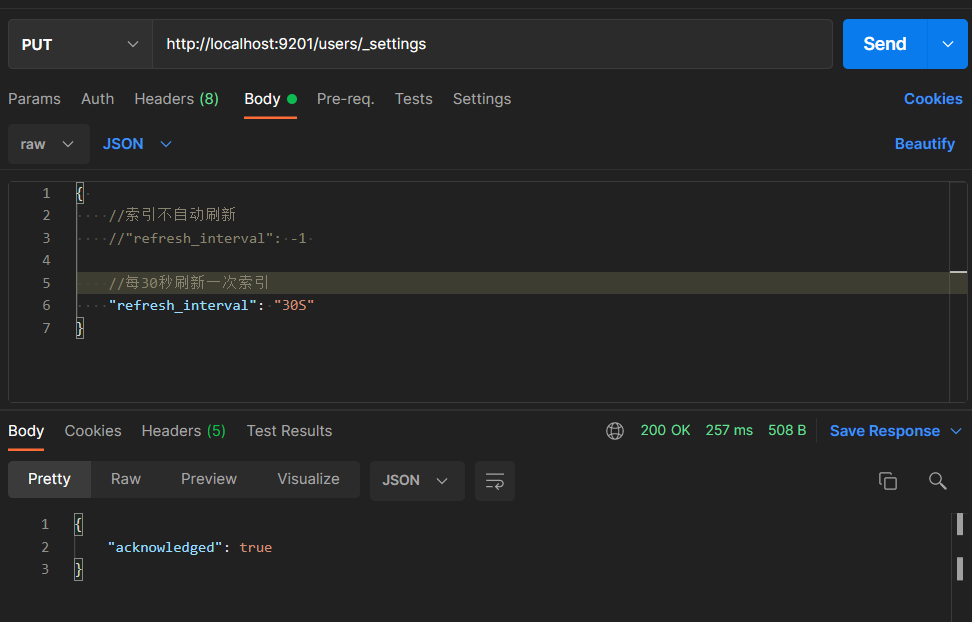 PUT http://localhost:9201/users/_settings Send
Params Auth Headers (8) Body Pre-req. Tests Settings Cookies
raw JSON Beautify
1 {
2 //索引不自动刷新
3 //"refresh_interval": -1
4
5 //每30秒刷新一次索引
6 "refresh_interval": "30S"
7 }
Body Cookies Headers (5) Test Results 200 OK 257 ms 508 B Save Response
Pretty Raw Preview Visualize JSON
1 {
2 "acknowledged": true
3 }